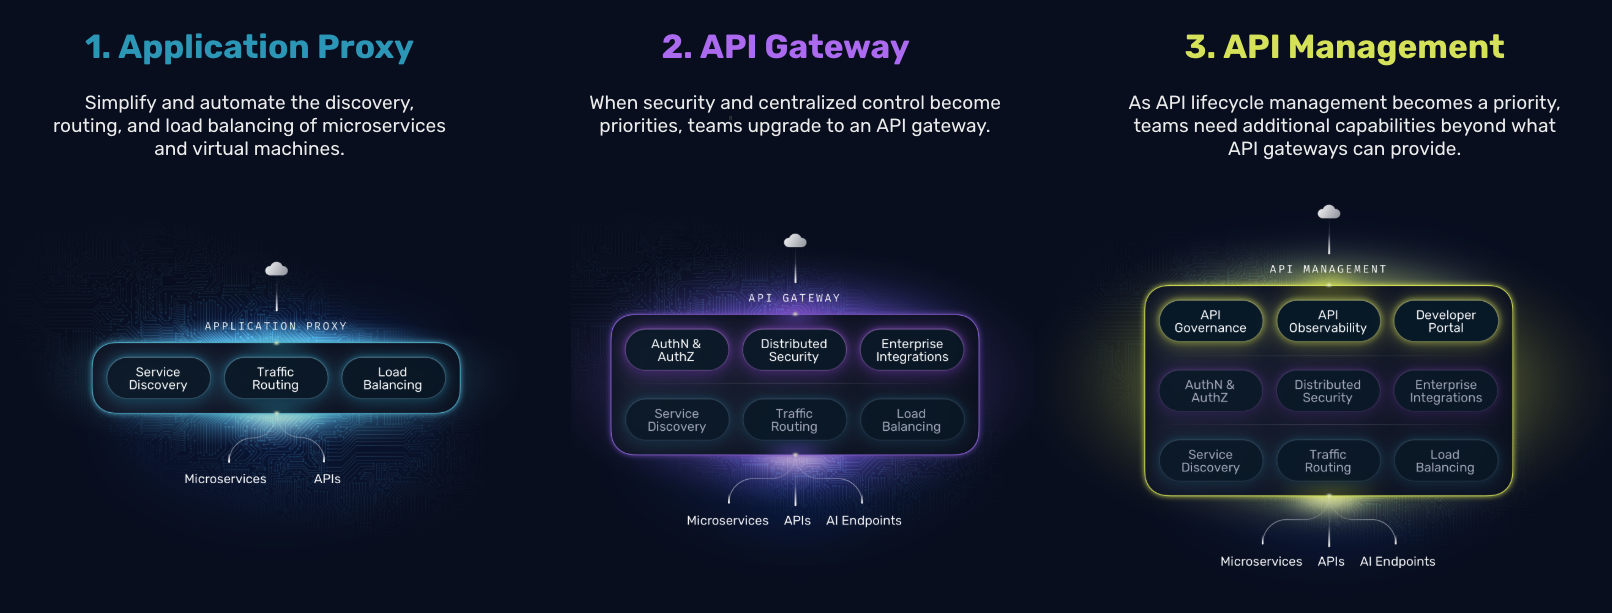 1. Application Proxy
Simplify and automate the discovery,
routing, and load balancing of microservices
and virtual machines.
APPLICATION PROXY
Service
Discovery
Traffic
Routing
Load
Balancing
Microservices
APIs
2. API Gateway
When security and centralized control become
priorities, teams upgrade to an API gateway.
API GATEWAY
AuthN &
AuthZ
Distributed
Security
Enterprise
Integrations
Service
Discovery
Traffic
Routing
Load
Balancing
Microservices
APIs
AI Endpoints
3. API Management
As API lifecycle management becomes a priority,
teams need additional capabilities beyond what
API gateways can provide.
API MANAGEMENT
API
Governance
API
Observability
Developer
Portal
AuthN &
AuthZ
Distributed
Security
Enterprise
Integrations
Service
Discovery
Traffic
Routing
Load
Balancing
Microservices
APIs
AI Endpoints